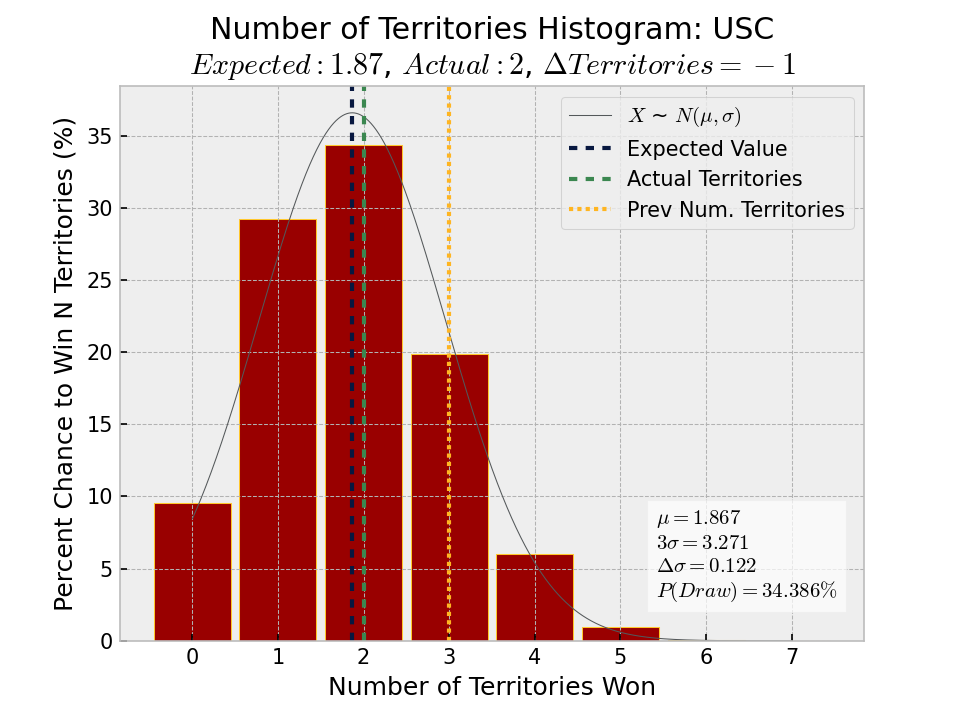 Number of Territories Histogram: USC
Expected : 1.87, Actual : 2, ΔTerritories = −1
Percent Chance to Win N Territories (%)
35
30
25
20
15
10
5
0
X ~ N(μ, σ)
Expected Value
Actual Territories
Prev Num. Territories
μ = 1.867
3σ = 3.271
Δσ = 0.122
P(Draw) = 34.386%
0 1 2 3 4 5 6 7
Number of Territories Won